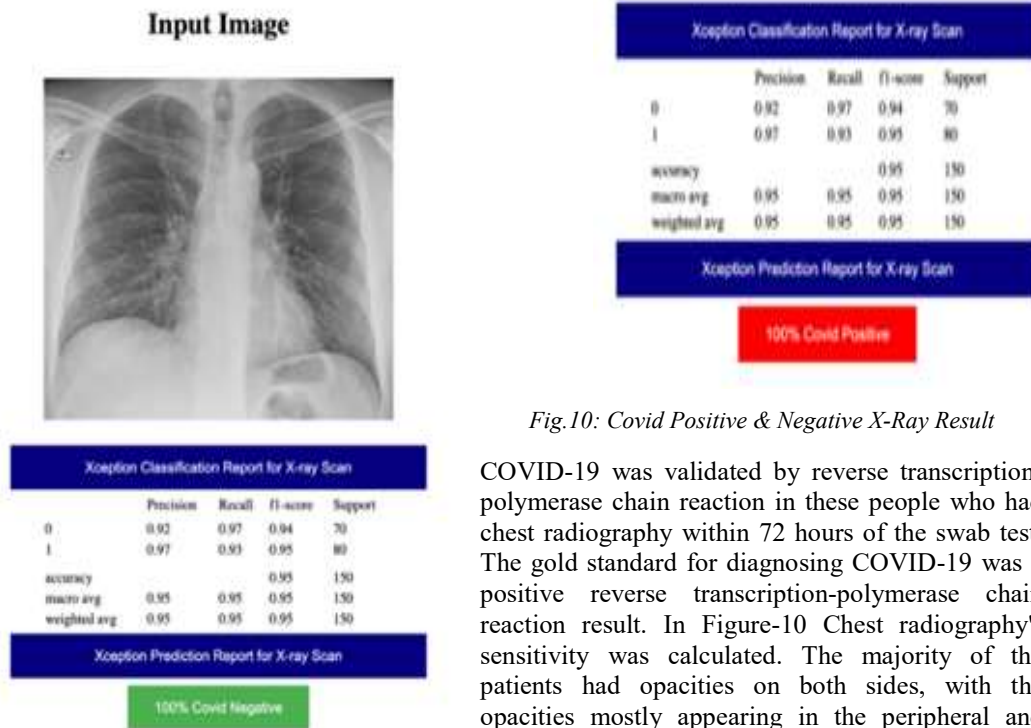 Input Image
Xception Classification Report for X-ray Scan
Precision Recall f1-score Support
0 0.92 0.97 0.94 70
1 0.97 0.93 0.95 80
accuracy 0.95 150
macro avg 0.95 0.95 0.95 150
weighted avg 0.95 0.95 0.95 150
Xception Prediction Report for X-ray Scan
100% Covid Negative
Xception Classification Report for X-ray Scan
Precision Recall f1-score Support
0 0.92 0.97 0.94 70
1 0.97 0.93 0.95 80
accuracy 0.95 150
macro avg 0.95 0.95 0.95 150
weighted avg 0.95 0.95 0.95 150
Xception Prediction Report for X-ray Scan
100% Covid Positive
Fig.10: Covid Positive & Negative X-Ray Result
COVID-19 was validated by reverse transcription
polymerase chain reaction in these people who had
chest radiography within 72 hours of the swab test
The gold standard for diagnosing COVID-19 was
positive reverse transcription-polymerase chain
reaction result. In Figure-10 Chest radiography'
sensitivity was calculated. The majority of th
patients had opacities on both sides, with th
opacities mostly appearing in the peripheral an